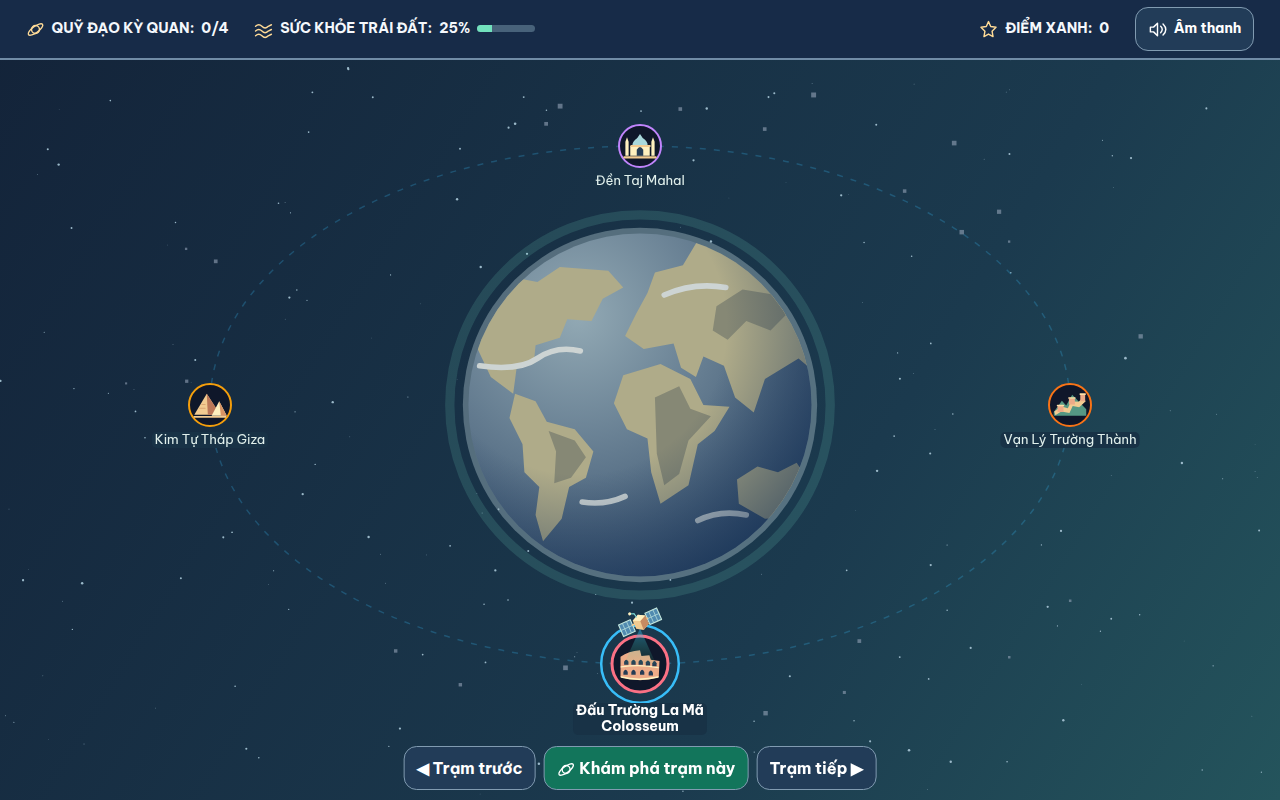 QUỸ ĐẠO KỲ QUAN: 0/4
SỨC KHỎE TRÁI ĐẤT: 25%
ĐIỂM XANH: 0
Âm thanh
Đền Taj Mahal
Kim Tự Tháp Giza
Vạn Lý Trường Thành
Đấu Trường La Mã
Colosseum
◀ Trạm trước
Khám phá trạm này
Trạm tiếp ▶